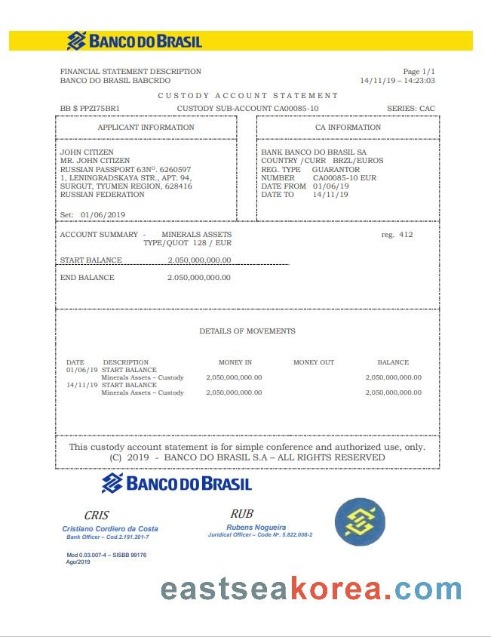 BANCO DO BRASIL
FINANCIAL STATEMENT DESCRIPTION Page 1/1
BANCO DO BRASIL BABCRDO 14/11/19 – 14:23:03
CUSTODY ACCOUNT STATEMENT
BB $ PPZI75BR1 CUSTODY SUB-ACCOUNT CA00085-10 SERIES: CAC
APPLICANT INFORMATION
JOHN CITIZEN
MR. JOHN CITIZEN
RUSSIAN PASSPORT 63Nº. 6260597
1, LENINGRADSKAYA STR., APT. 94,
SURGUT, TYUMEN REGION, 628416
RUSSIAN FEDERATION
Set: 01/06/2019
CA INFORMATION
BANK BANCO DO BRASIL SA
COUNTRY /CURR BRZL/EUROS
REG. TYPE GUARANTOR
NUMBER CA00085-10 EUR
DATE FROM 01/06/19
DATE TO 14/11/19
ACCOUNT SUMMARY - MINERALS ASSETS reg. 412
TYPE/QUOT 128 / EUR
START BALANCE 2.050,000,000.00
END BALANCE 2.050,000,000.00
DETAILS OF MOVEMENTS
DATE DESCRIPTION MONEY IN MONEY OUT BALANCE
01/06/19 START BALANCE
Minerals Assets – Custody 2,050,000,000.00 2,050,000,000.00
14/11/19 START BALANCE
Minerals Assets – Custody 2,050,000,000.00 2,050,000,000.00
This custody account statement is for simple conference and authorized use, only.
(C) 2019 - BANCO DO BRASIL S.A – ALL RIGHTS RESERVED
BANCO DO BRASIL
CRIS
Cristiano Cordiero da Costa
Bank Officer – Cod.2.191.201-7
RUB
Rubens Nogueira
Juridical Officer – Code Nº. 5.822.008-2
Mod 0.03.007-4 – SISBB 99176
Ago/2019
eastseakorea.com